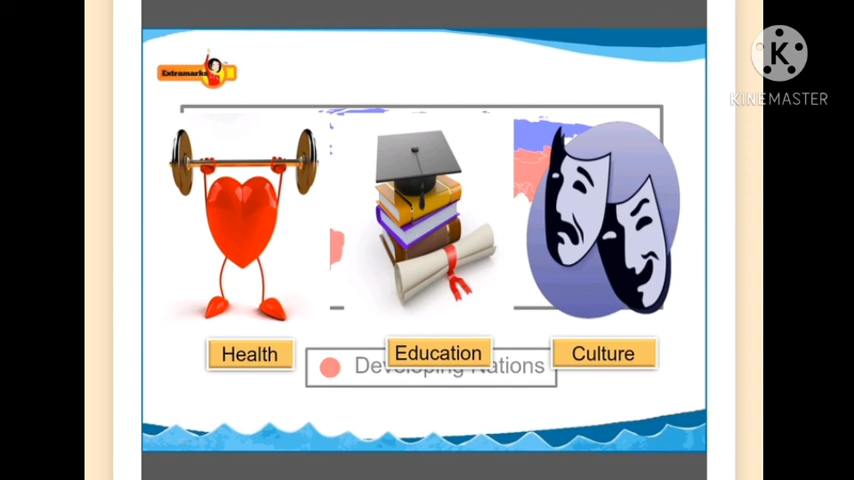 Extramarks
K
KINEMASTER
Health
Education
Culture
Developing Nations